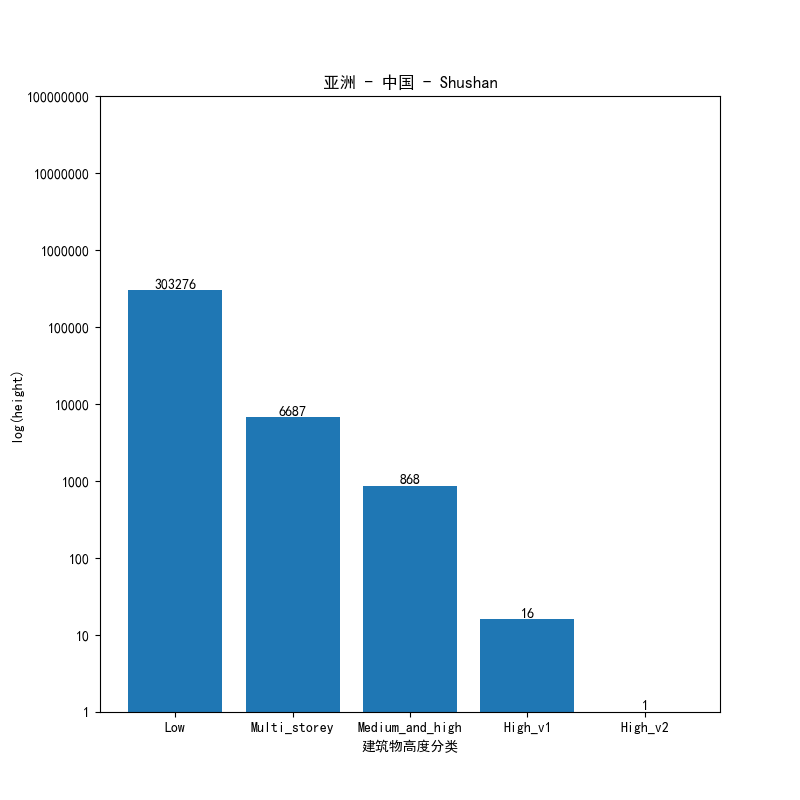 亚洲 - 中国 - Shushan
100000000
10000000
1000000
100000
10000
1000
100
10
1
log(height)
303276
6687
868
16
1
Low
Multi_storey
Medium_and_high
High_v1
High_v2
建筑物高度分类